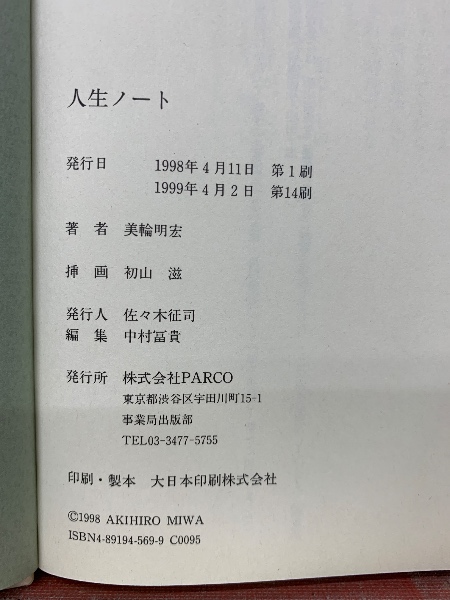 人生ノート
発行日 1998年4月11日 第1刷
1999年4月2日 第14刷
著者 美輪明宏
挿画 初山 滋
発行人 佐々木征司
編集 中村冨貴
発行所 株式会社PARCO
東京都渋谷区宇田川町15-1
事業局出版部
TEL03-3477-5755
印刷・製本 大日本印刷株式会社
©1998 AKIHIRO MIWA
ISBN4-89194-569-9 C0095